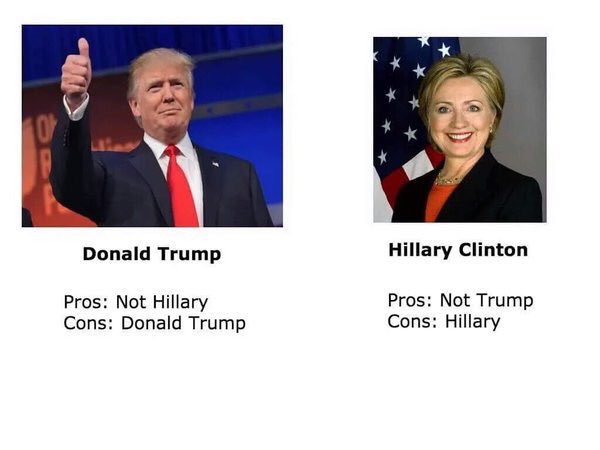 Donald Trump
Pros: Not Hillary
Cons: Donald Trump
Hillary Clinton
Pros: Not Trump
Cons: Hillary